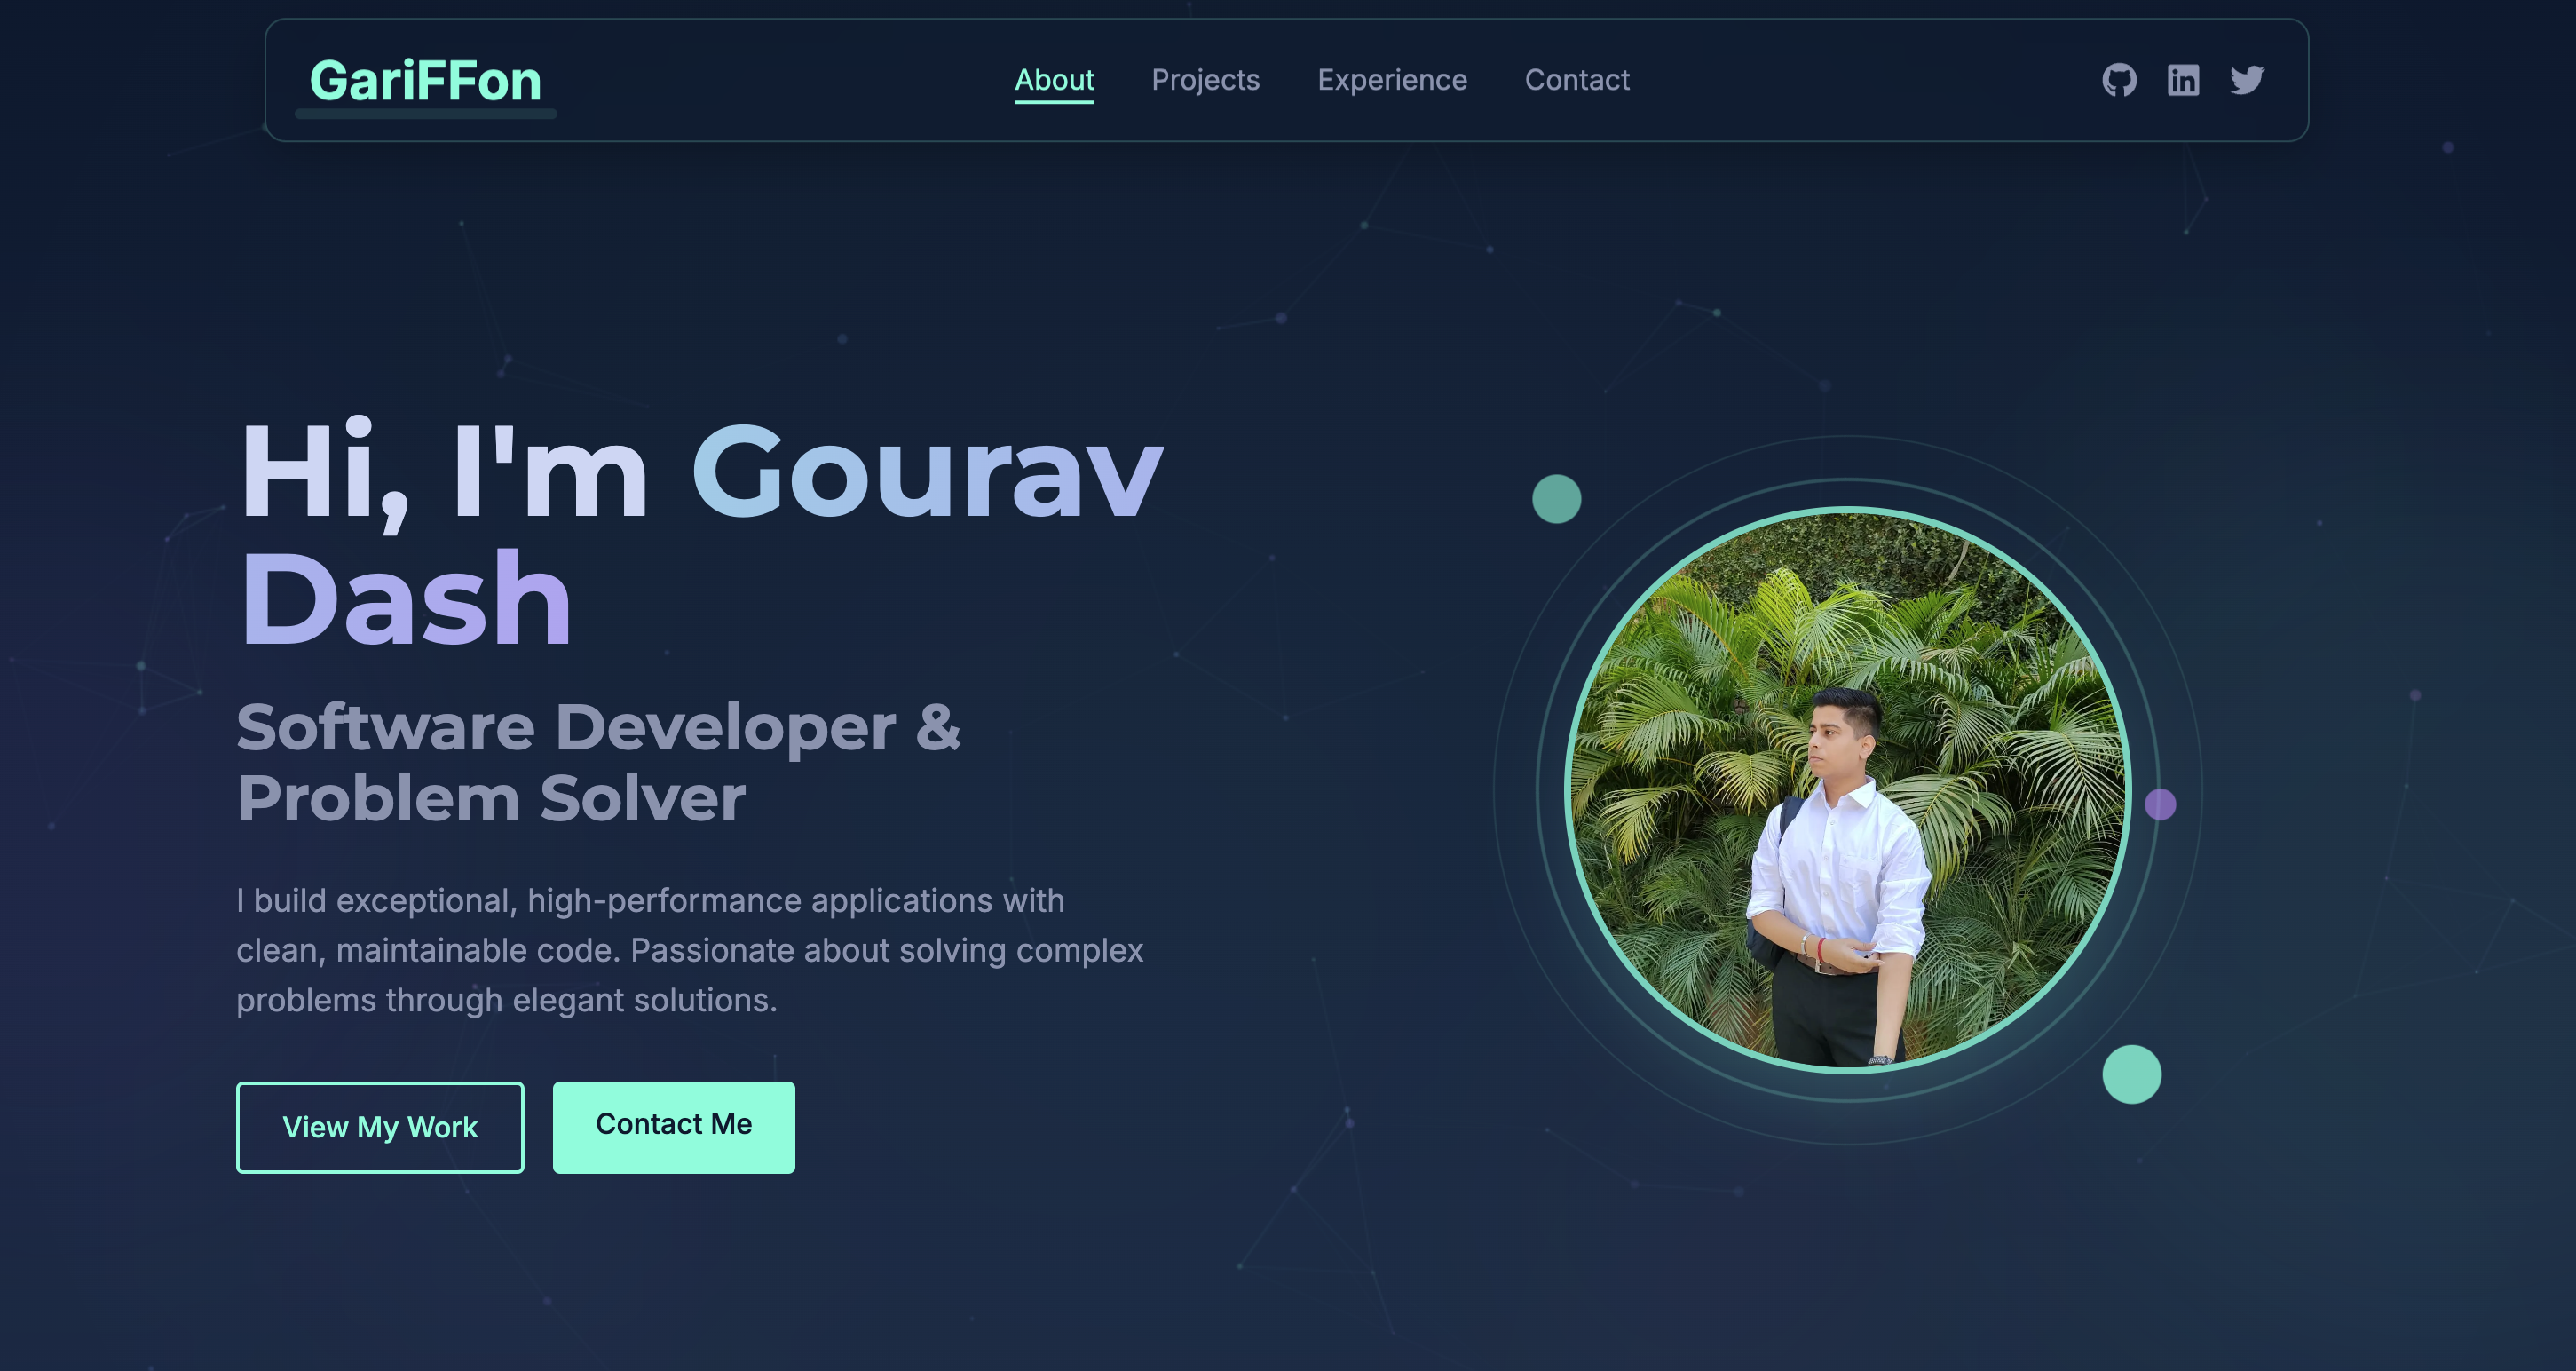 GariFFon
About Projects Experience Contact
Hi, I'm Gourav
Dash
Software Developer &
Problem Solver
I build exceptional, high-performance applications with
clean, maintainable code. Passionate about solving complex
problems through elegant solutions.
View My Work
Contact Me